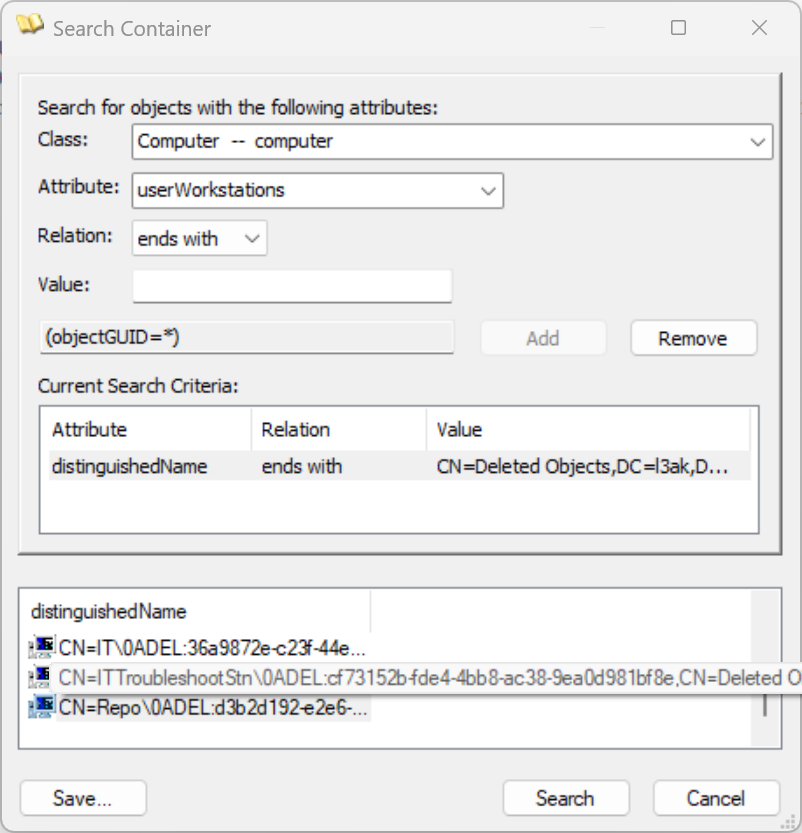 Search Container
Search for objects with the following attributes:
Class: Computer -- computer
Attribute: userWorkstations
Relation: ends with
Value:
(objectGUID=*) Add Remove
Current Search Criteria:
Attribute Relation Value
distinguishedName ends with CN=Deleted Objects,DC=l3ak,D...
distinguishedName
CN=IT\0ADEL:36a9872e-c23f-44e...
CN=ITTroubleshootStn\0ADEL:cf73152b-fde4-4bb8-ac38-9ea0d981bf8e,CN=Deleted O
CN=Repo\0ADEL:d3b2d192-e2e6-...
Save... Search Cancel